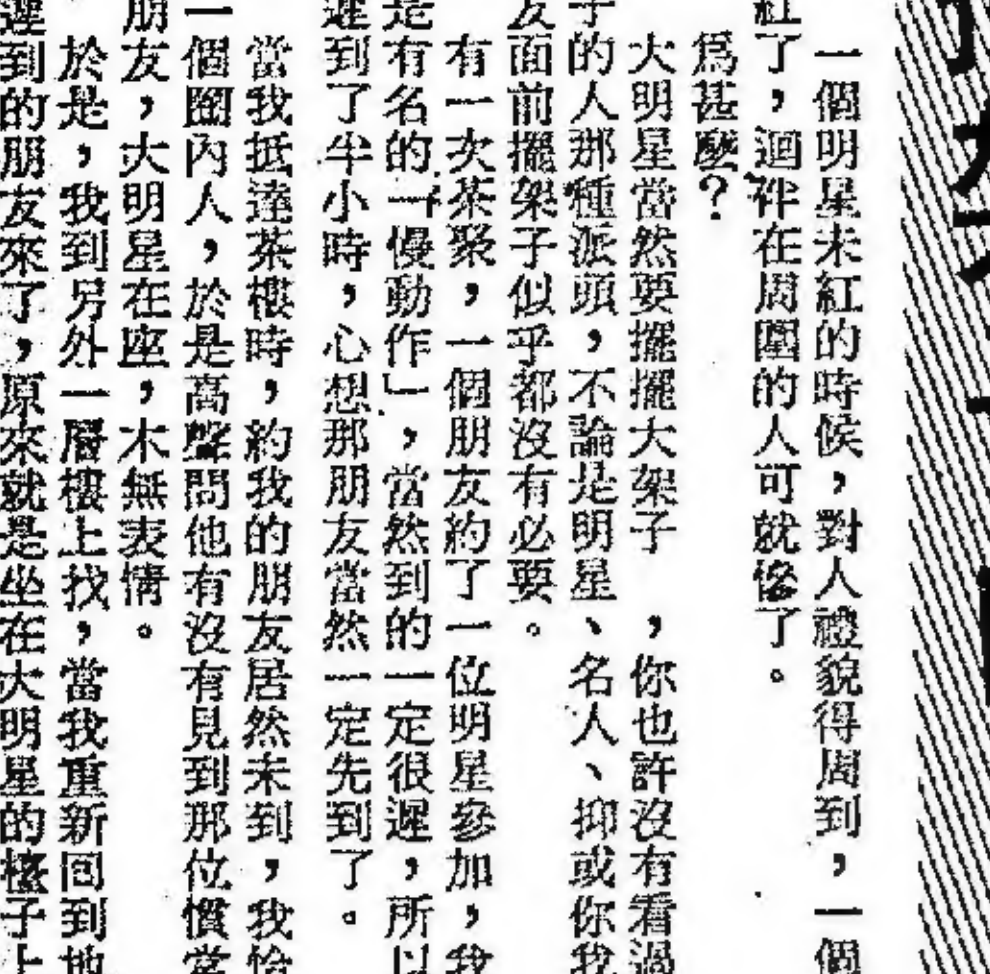 一個明星未紅的時候，對人禮貌得周到，一個
紅了，迴祥在周圍的人可就慘了。
爲甚麼？
大明星當然要擺擺大架子，你也許沒有看過
子的人那種派頭，不論是明星、名人、抑或你我
友面前擺架子似乎都沒有必要。
有一次茶聚，一個朋友約了一位明星參加，我
是有名的「慢動作」，當然到的一定很遲，所以
遲到了半小時，心想那朋友當然一定先到了。
當我抵達茶樓時，約我的朋友居然未到，我恰
一個圈內人，於是高聲問他有沒有見到那位慣常
朋友，大明星在座，木無表情。
於是，我到另外一層樓上找，當我重新回到地
遲到的朋友來了，原來就是坐在大明星的檯子上